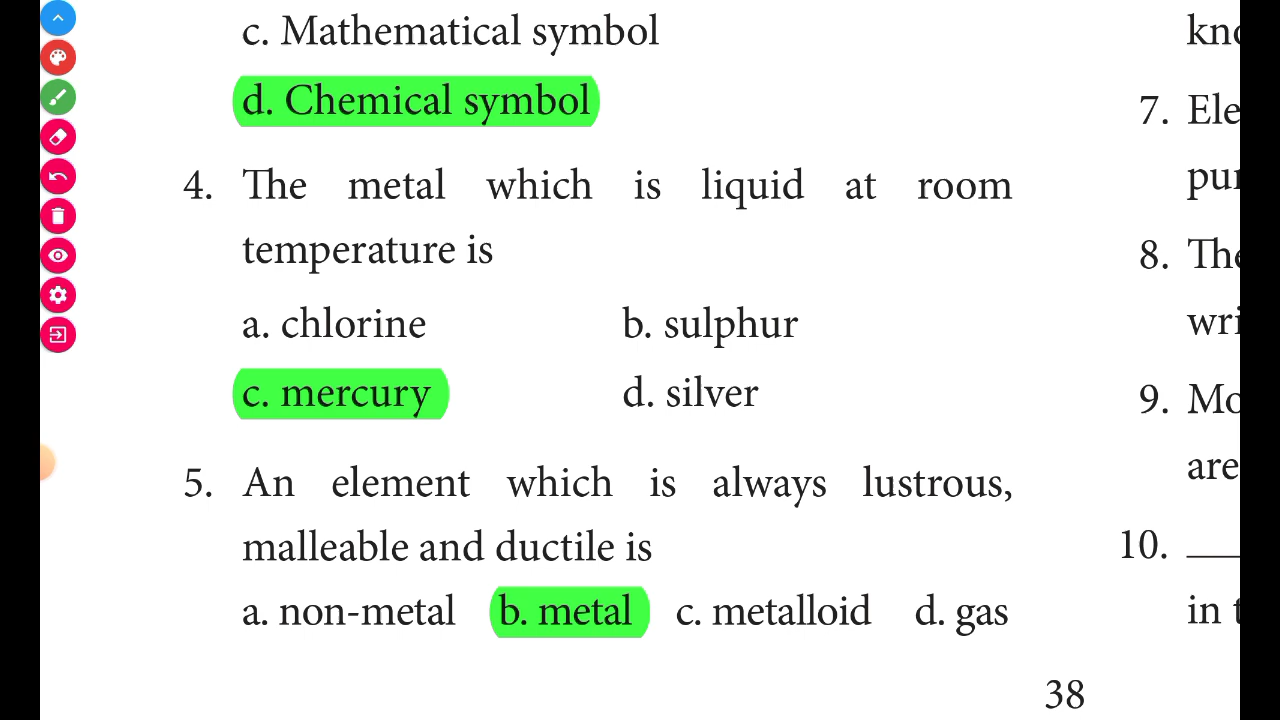 c. Mathematical symbol
d. Chemical symbol
4. The metal which is liquid at room
temperature is
a. chlorine b. sulphur
c. mercury d. silver
5. An element which is always lustrous,
malleable and ductile is
a. non-metal b. metal c. metalloid d. gas
38
7.
8.
9.
are
10.